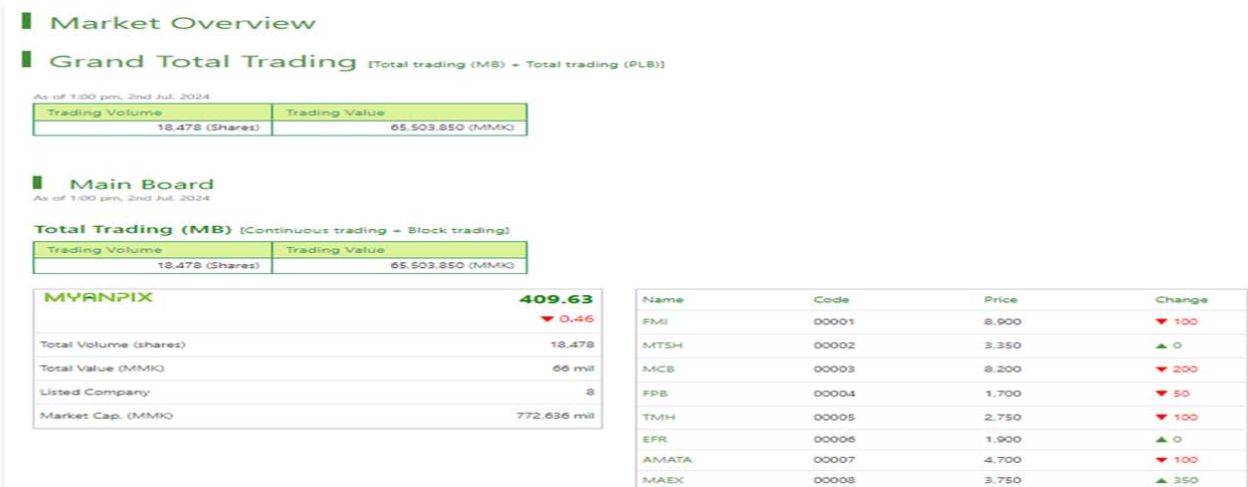 Market Overview
Grand Total Trading [Total trading (MB) + Total trading (PLB)]
As of 1:00 pm, 2nd Jul. 2024
Trading Volume Trading Value
18,478 (Shares) 65,503,850 (MMK)
Main Board
As of 1:00 pm, 2nd Jul. 2024
Total Trading (MB) [Continuous trading + Block trading]
Trading Volume Trading Value
18,478 (Shares) 65,503,850 (MMK)
MYANPIX 409.63
▼ 0.46
Total Volume (shares) 18,478
Total Value (MMK) 66 mil
Listed Company 8
Market Cap. (MMK) 772,636 mil
Name Code Price Change
FMI 00001 8,900 ▼ 100
MTSH 00002 3,350 ▲ 0
MCB 00003 8,200 ▼ 200
FPB 00004 1,700 ▼ 50
TMH 00005 2,750 ▼ 100
EFR 00006 1,900 ▲ 0
AMATA 00007 4,700 ▼ 100
MAEX 00008 3,750 ▲ 350